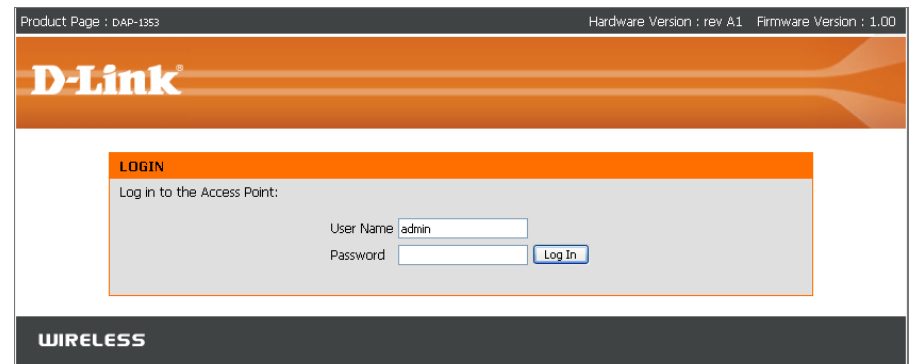 Product Page : DAP-1353 Hardware Version : rev A1 Firmware Version : 1.00
D-Link®
LOGIN
Log in to the Access Point:
User Name admin
Password Log In
WIRELESS